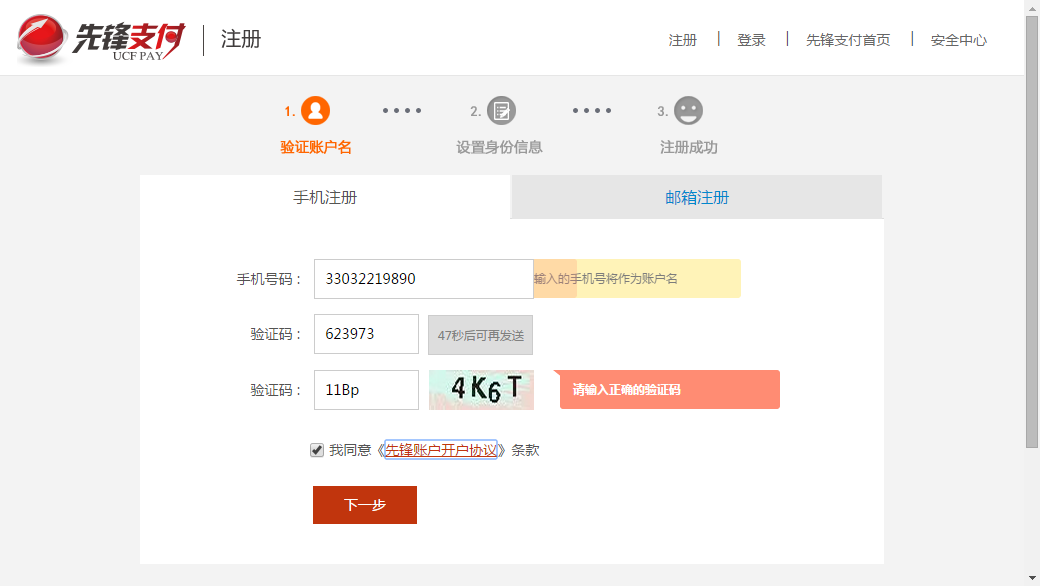 先锋支付 UCF PAY 注册
注册 | 登录 | 先锋支付首页 | 安全中心
1. 2. 3.
验证账户名 设置身份信息 注册成功
手机注册 邮箱注册
手机号码： 33032219890 输入的手机号将作为账户名
验证码： 623973 47秒后可再发送
验证码： 11Bp 4K6T 请输入正确的验证码
我同意《先锋账户开户协议》条款
下一步